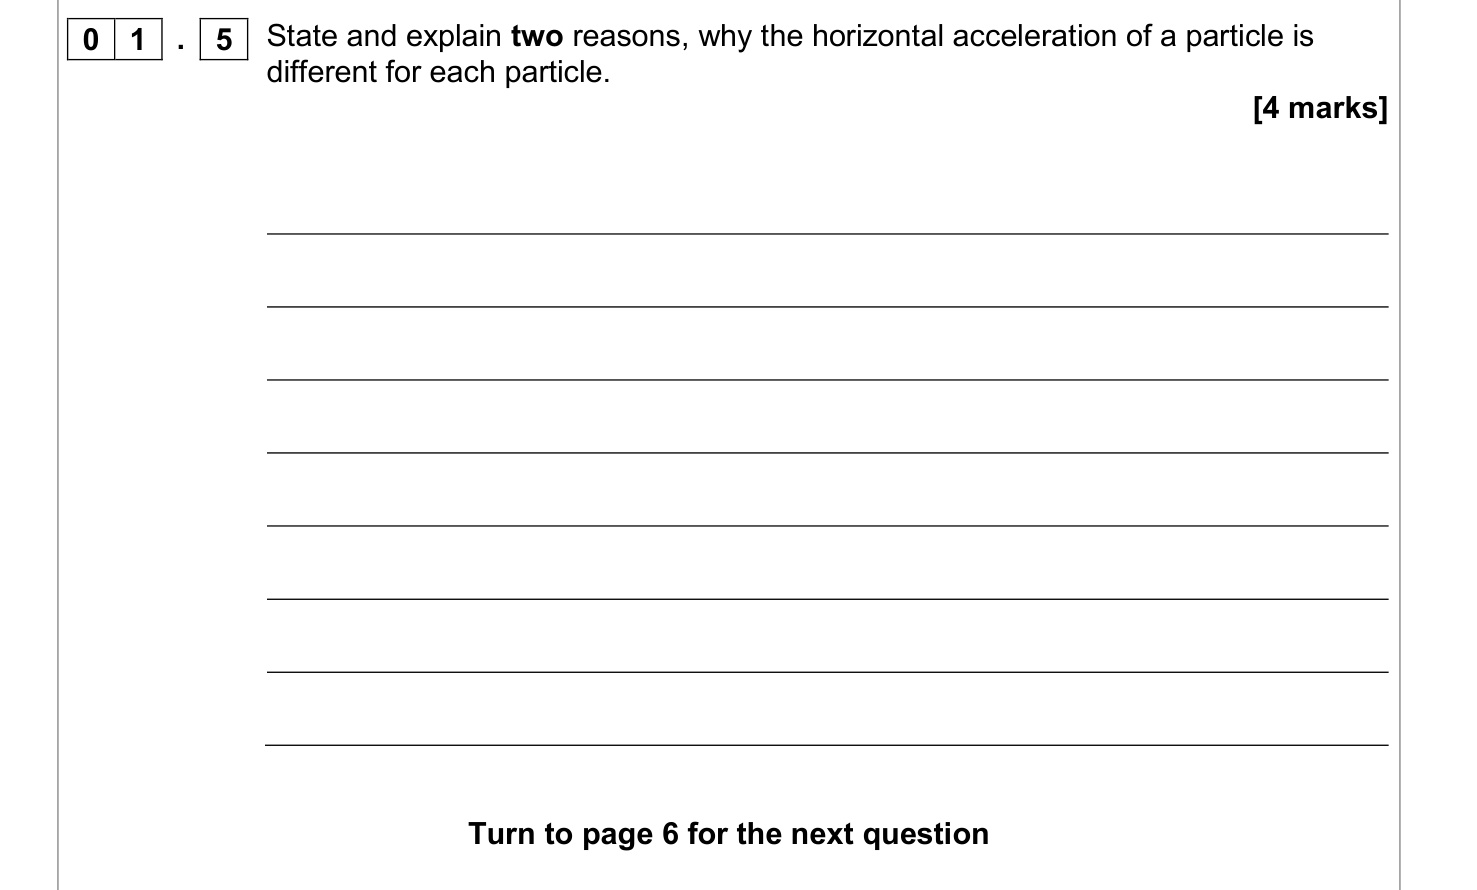 0 1 . 5 State and explain two reasons, why the horizontal acceleration of a particle is
different for each particle.
[4 marks]
Turn to page 6 for the next question